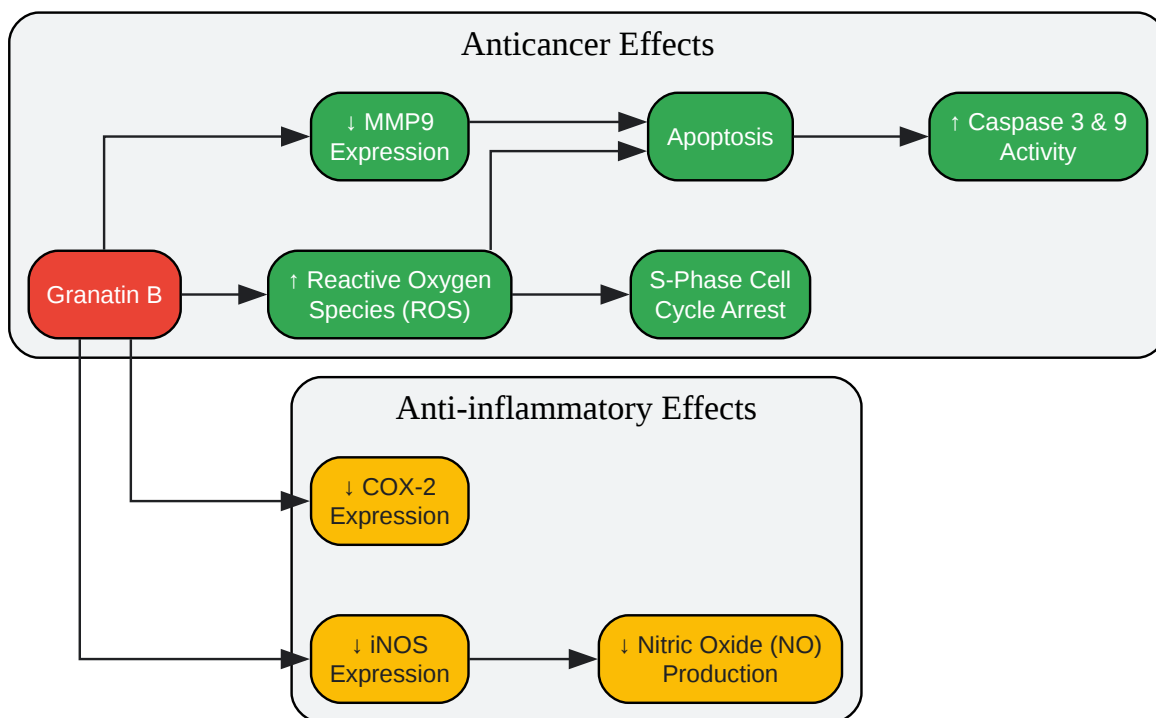 Anticancer Effects
↓ MMP9
Expression
Apoptosis
↑ Caspase 3 & 9
Activity
Granatin B
↑ Reactive Oxygen
Species (ROS)
S-Phase Cell
Cycle Arrest
Anti-inflammatory Effects
↓ COX-2
Expression
↓ iNOS
Expression
↓ Nitric Oxide (NO)
Production